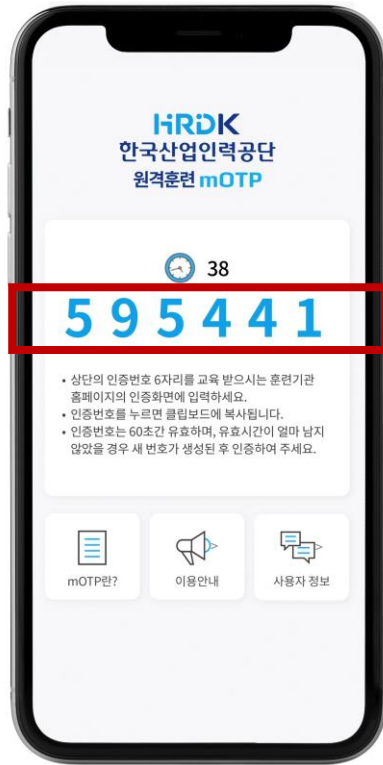 HRDK
한국산업인력공단
원격훈련 mOTP
38
595441
• 상단의 인증번호 6자리를 교육 받으시는 훈련기관
홈페이지의 인증화면에 입력하세요.
• 인증번호를 누르면 클립보드에 복사됩니다.
• 인증번호는 60초간 유효하며, 유효시간이 얼마 남지
않았을 경우 새 번호가 생성된 후 인증하여 주세요.
mOTP란?
이용안내
사용자 정보